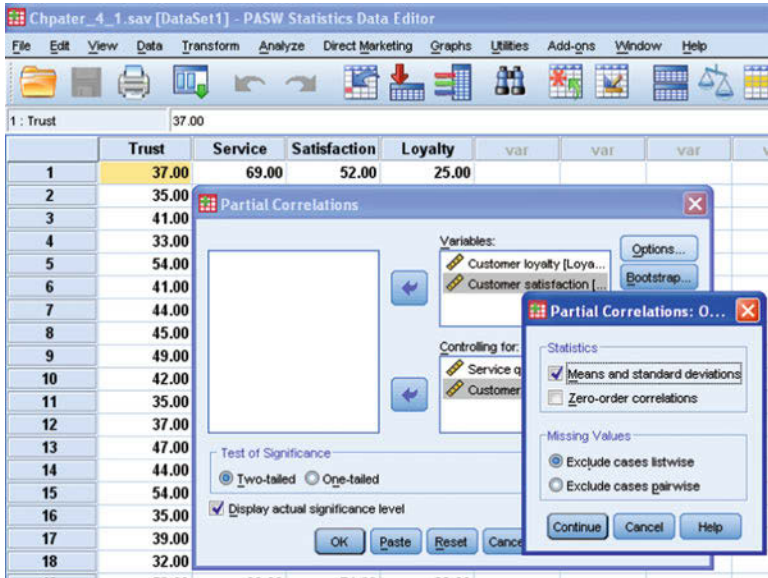 Chpater_4_1.sav [DataSet1] - PASW Statistics Data Editor
File Edit View Data Transform Analyze Direct Marketing Graphs Utilities Add-ons Window Help
1 : Trust 37.00
Trust Service Satisfaction Loyalty var var var
1 37.00 69.00 52.00 25.00
2 35.00
3 41.00
4 33.00
5 54.00
6 41.00
7 44.00
8 45.00
9 49.00
10 42.00
11 35.00
12 37.00
13 47.00
14 44.00
15 54.00
16 35.00
17 39.00
18 32.00
Partial Correlations
Variables:
Customer loyalty [Loya...
Customer satisfaction [...
Options...
Bootstrap...
Controlling for:
Service q
Customer
Test of Significance
Two-tailed One-tailed
Display actual significance level
OK Paste Reset Cance
Partial Correlations: O...
Statistics
Means and standard deviations
Zero-order correlations
Missing Values
Exclude cases listwise
Exclude cases pairwise
Continue Cancel Help